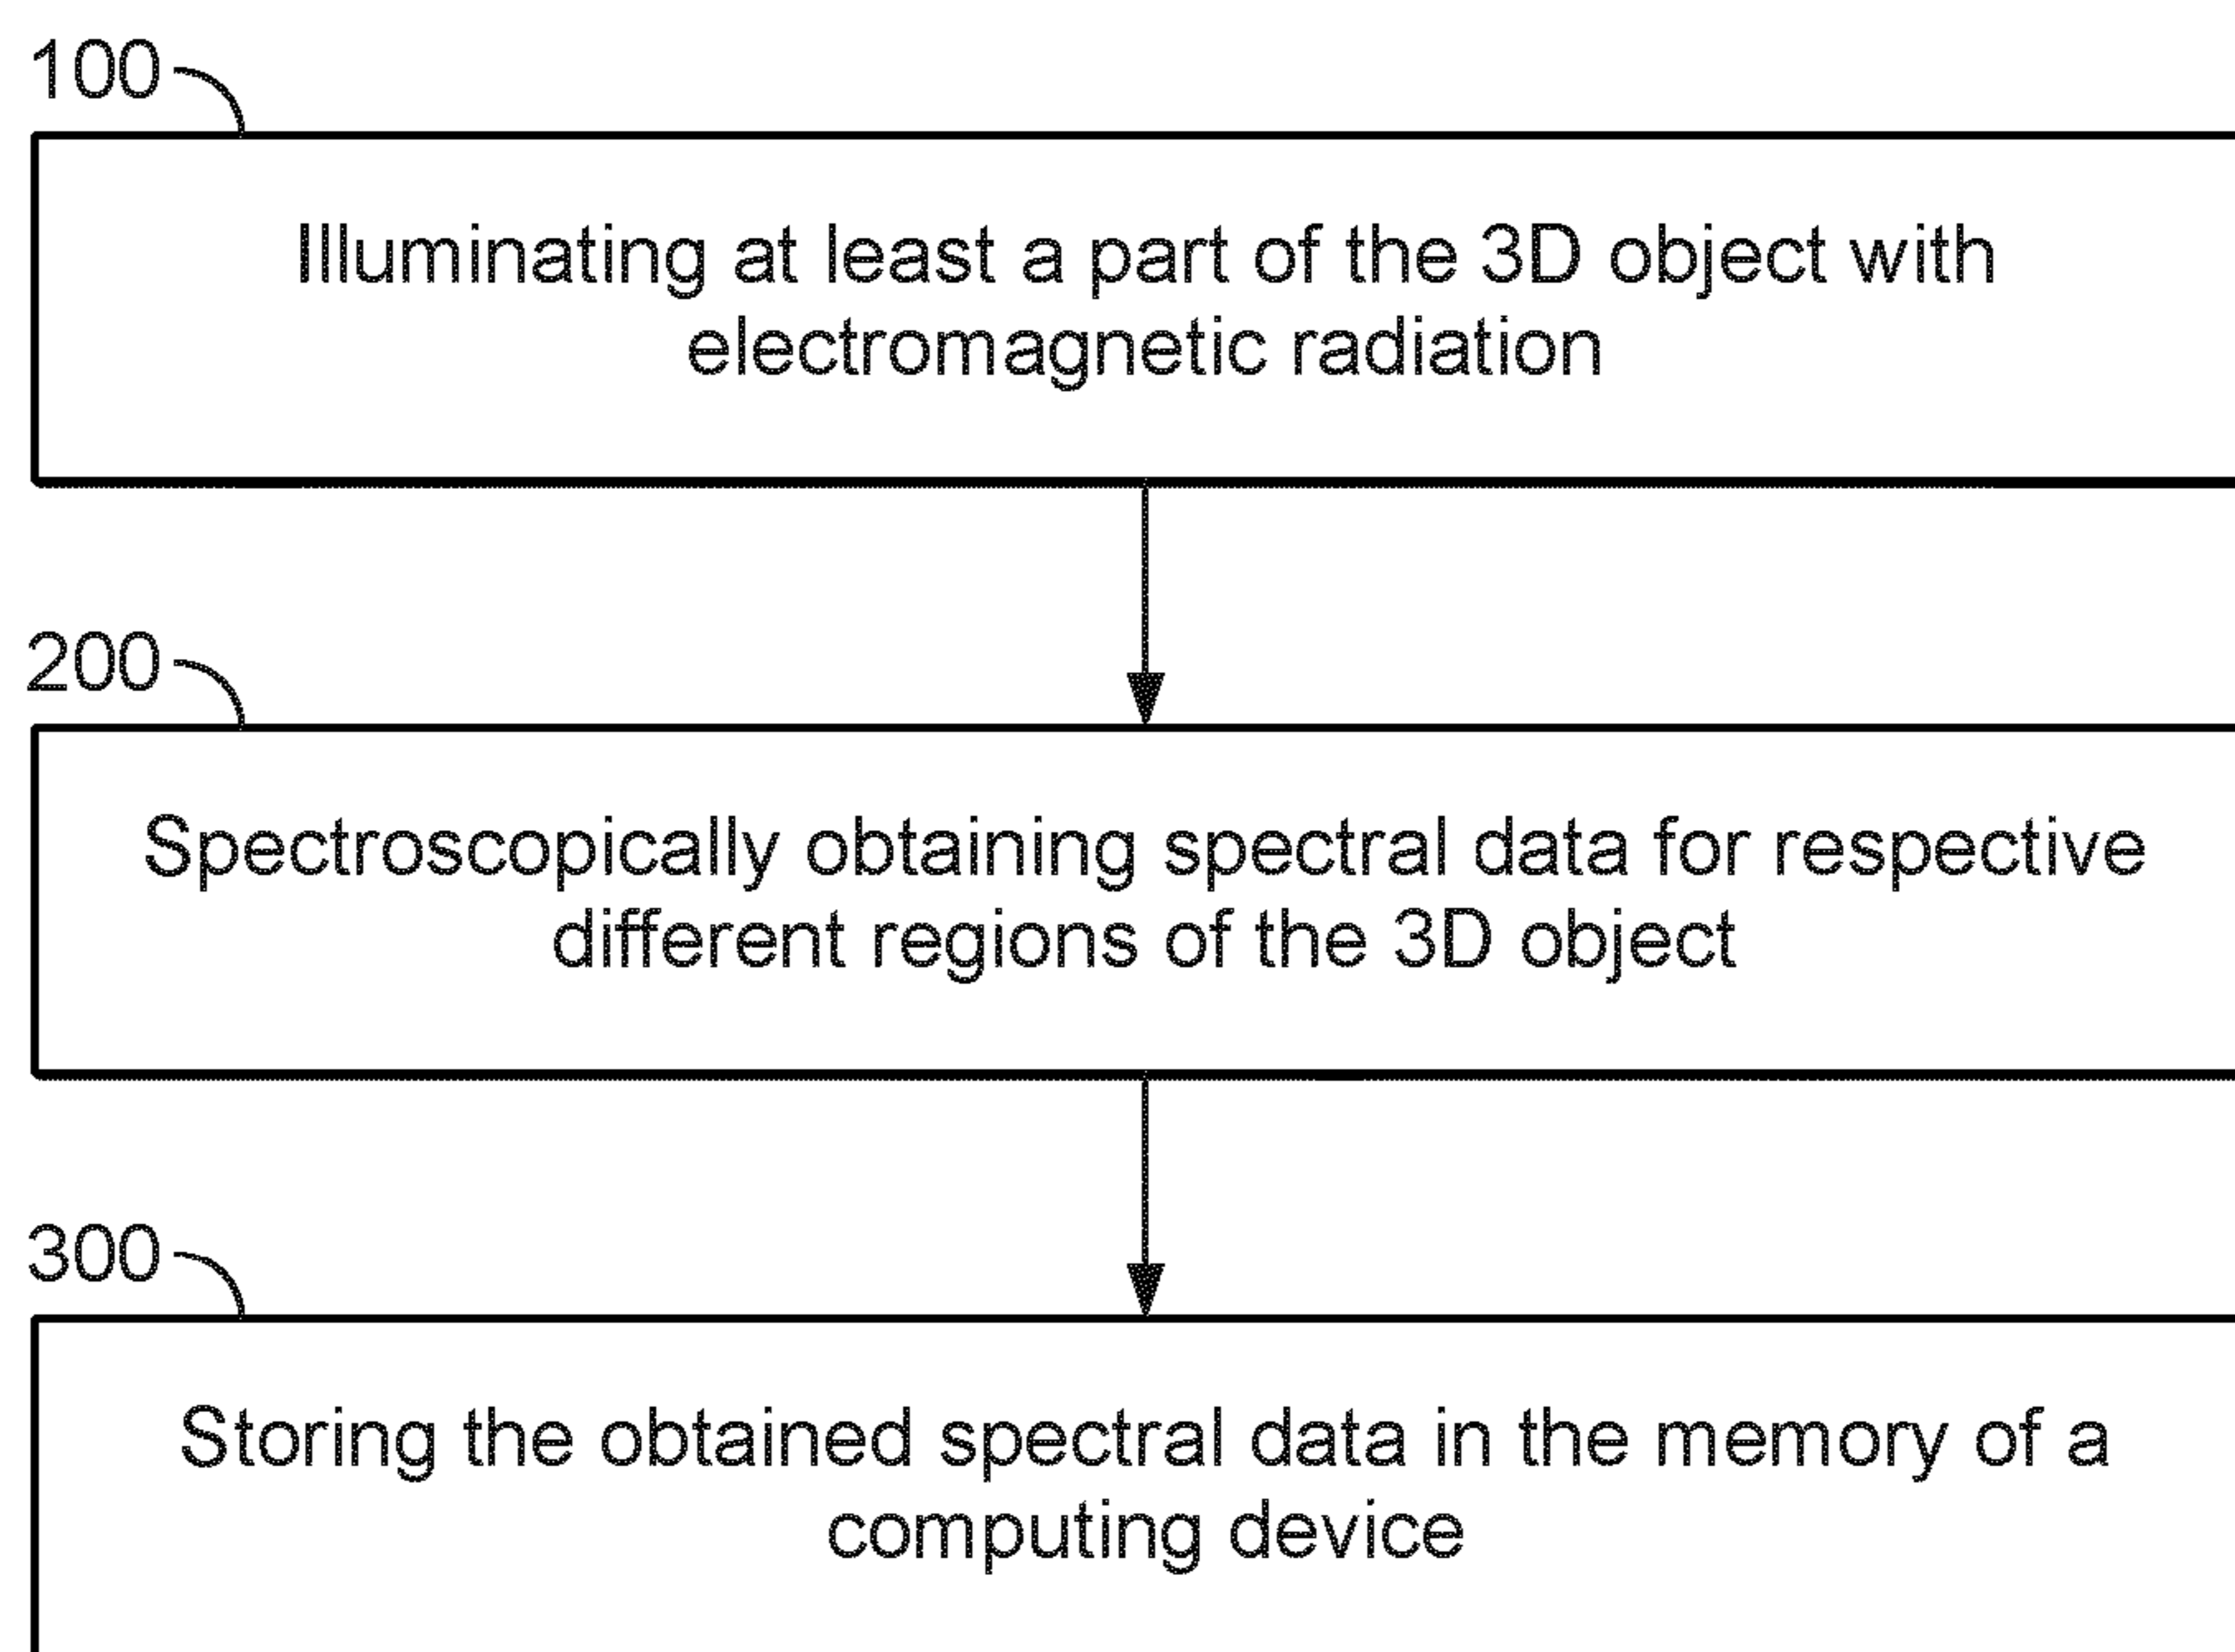 100
Illuminating at least a part of the 3D object with
electromagnetic radiation
200
Spectroscopically obtaining spectral data for respective
different regions of the 3D object
300
Storing the obtained spectral data in the memory of a
computing device